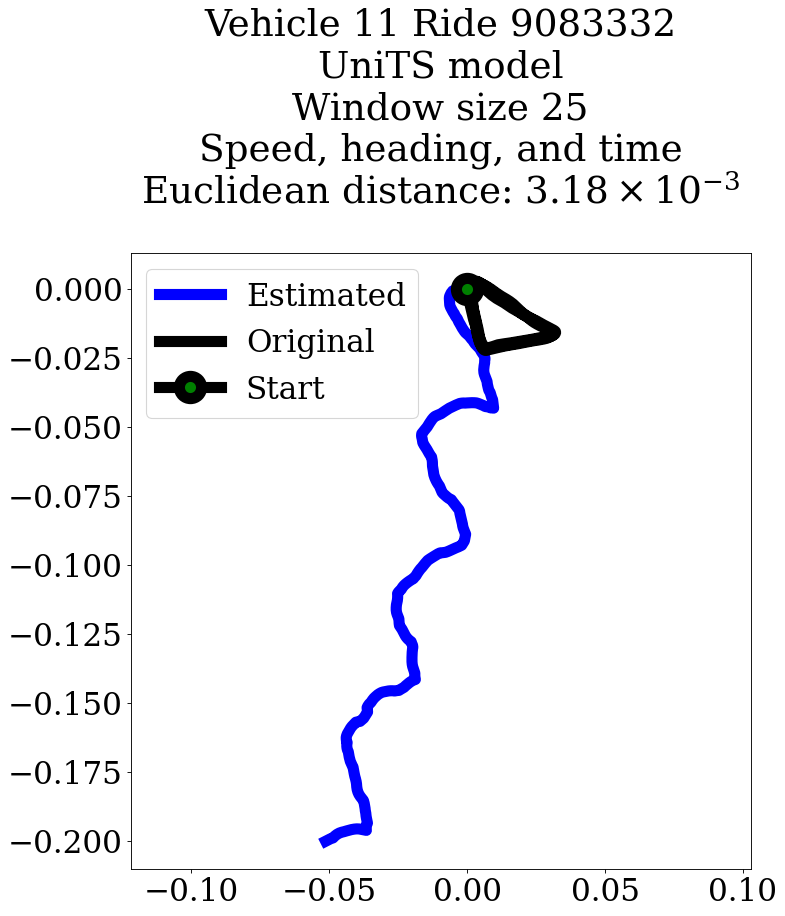 Vehicle 11 Ride 9083332
UniTS model
Window size 25
Speed, heading, and time
Euclidean distance: 3.18 × 10⁻³
Estimated
Original
Start
0.000
−0.025
−0.050
−0.075
−0.100
−0.125
−0.150
−0.175
−0.200
−0.10 −0.05 0.00 0.05 0.10